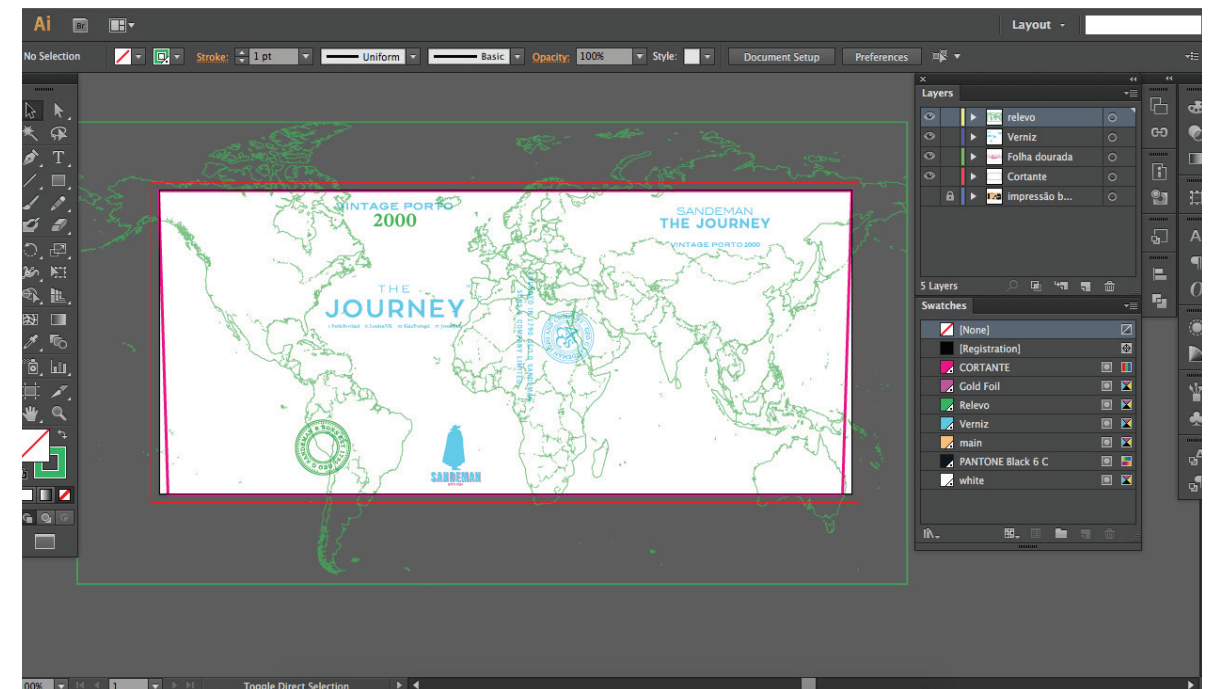 Ai Br Layout
No Selection Stroke: 1 pt Uniform Basic Opacity: 100% Style: Document Setup Preferences
Layers
relevo
Verniz
Folha dourada
Cortante
impressão b...
5 Layers
Swatches
[None]
[Registration]
CORTANTE
Gold Foil
Relevo
Verniz
main
PANTONE Black 6 C
white
VINTAGE PORTO
2000
SANDEMAN
THE JOURNEY
VINTAGE PORTO 2000
THE
JOURNEY
SANDEMAN
1 Toggle Direct Selection